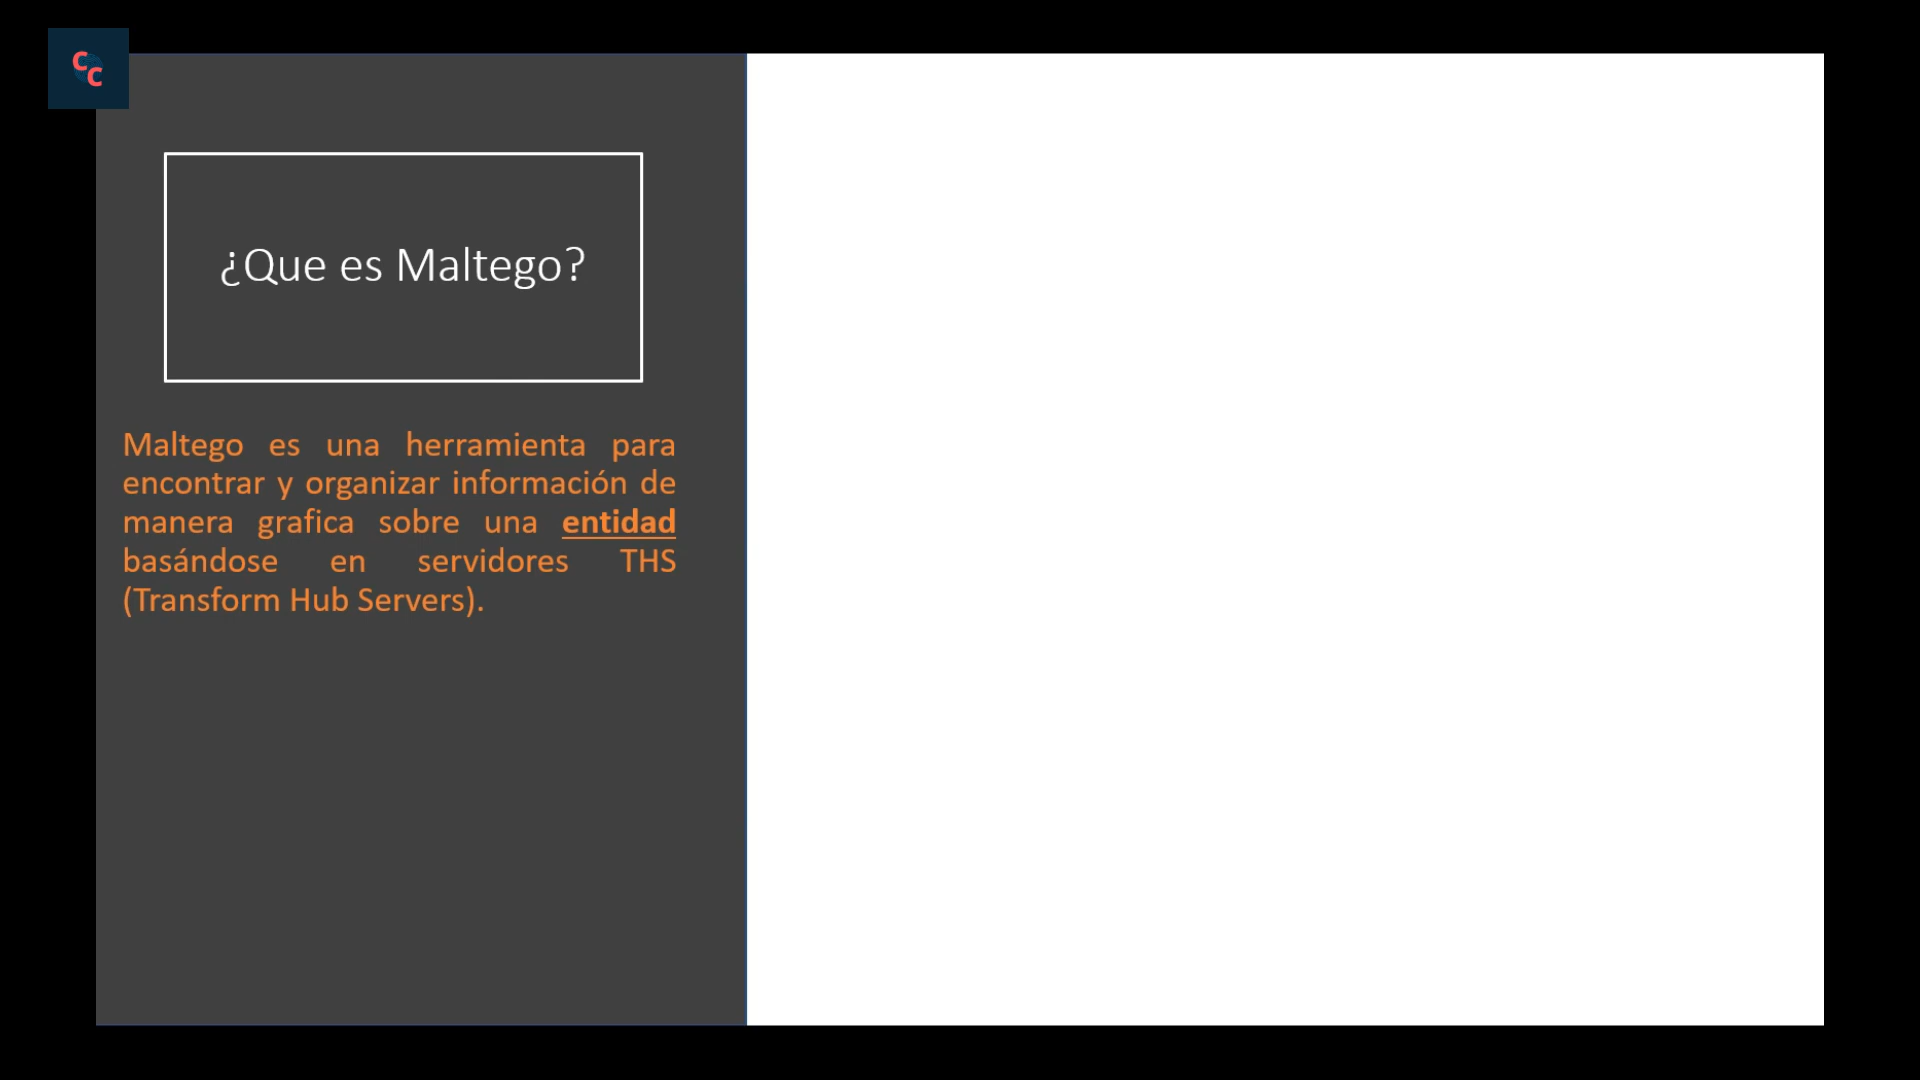 C
C
¿Que es Maltego?
Maltego es una herramienta para
encontrar y organizar información de
manera grafica sobre una entidad
basándose en servidores THS
(Transform Hub Servers).